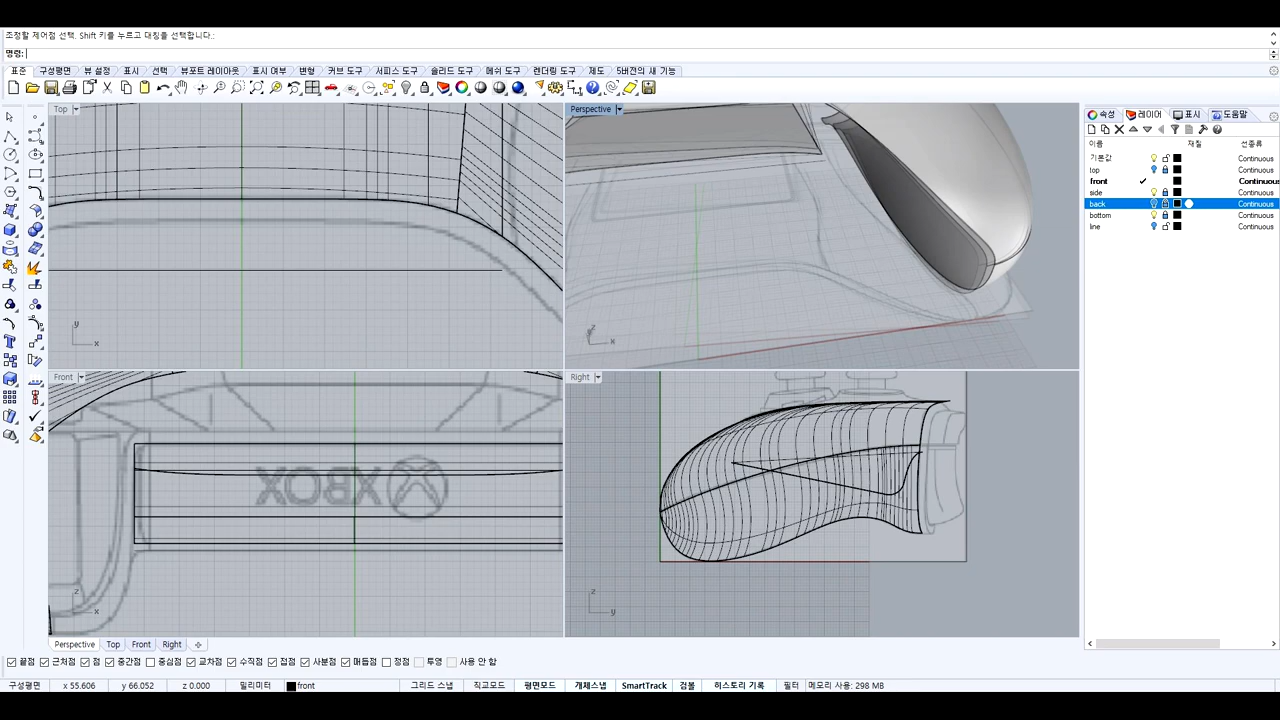 조정할 제어점 선택. Shift 키를 누르고 대칭을 선택합니다.:
명령:
표준 구성평면 뷰 설정 표시 선택 뷰포트 레이아웃 표시 여부 변형 커브 도구 서피스 도구 솔리드 도구 메쉬 도구 렌더링 도구 제도 5버전의 새 기능
Top
y
x
Perspective
z
x
Front
XBOX
z
x
Right
z
y
속성 레이어 표시 도움말
이름 재질 선종류
기본값 Continuous
top Continuous
front Continuous
side Continuous
back Continuous
bottom Continuous
line Continuous
Perspective Top Front Right
끝점 근처점 점 중간점 중심점 교차점 수직점 접점 사분점 매듭점 정점 투영 사용 안 함
구성평면 x 55.606 y 66.052 z 0.000 밀리미터 front 그리드 스냅 직교모드 평면모드 개체스냅 SmartTrack 검볼 히스토리 기록 필터 메모리 사용: 298 MB